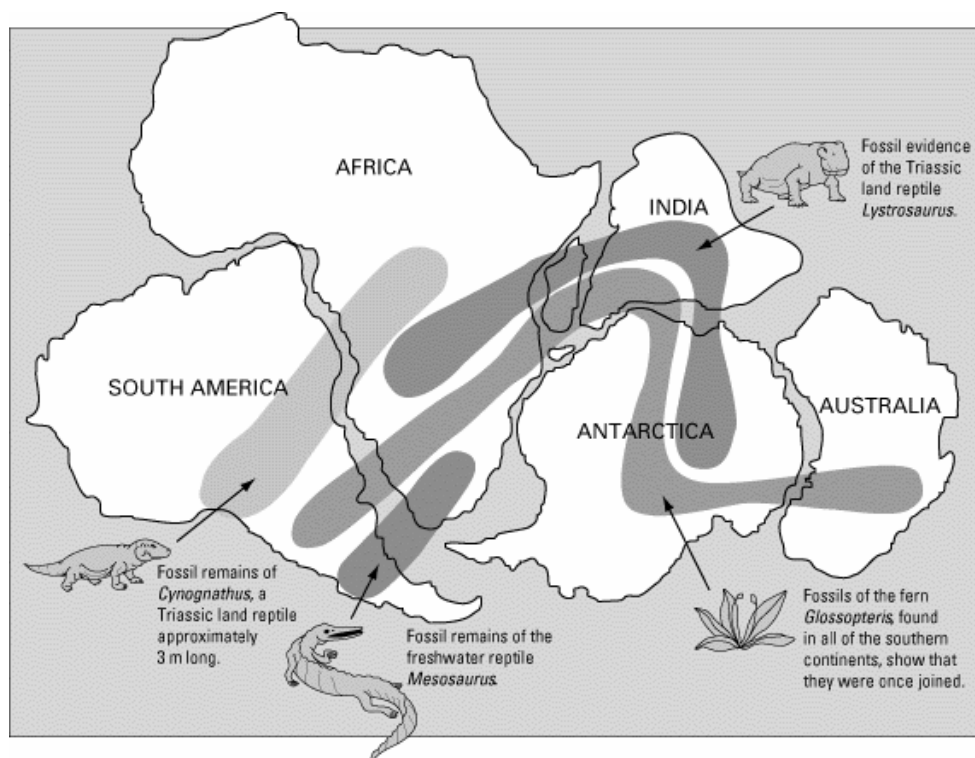 AFRICA
Fossil evidence
of the Triassic
land reptile
Lystrosaurus.
INDIA
SOUTH AMERICA
ANTARCTICA
AUSTRALIA
Fossil remains of
Cynognathus, a
Triassic land reptile
approximately
3 m long.
Fossil remains of the
freshwater reptile
Mesosaurus.
Fossils of the fern
Glossopteris, found
in all of the southern
continents, show that
they were once joined.